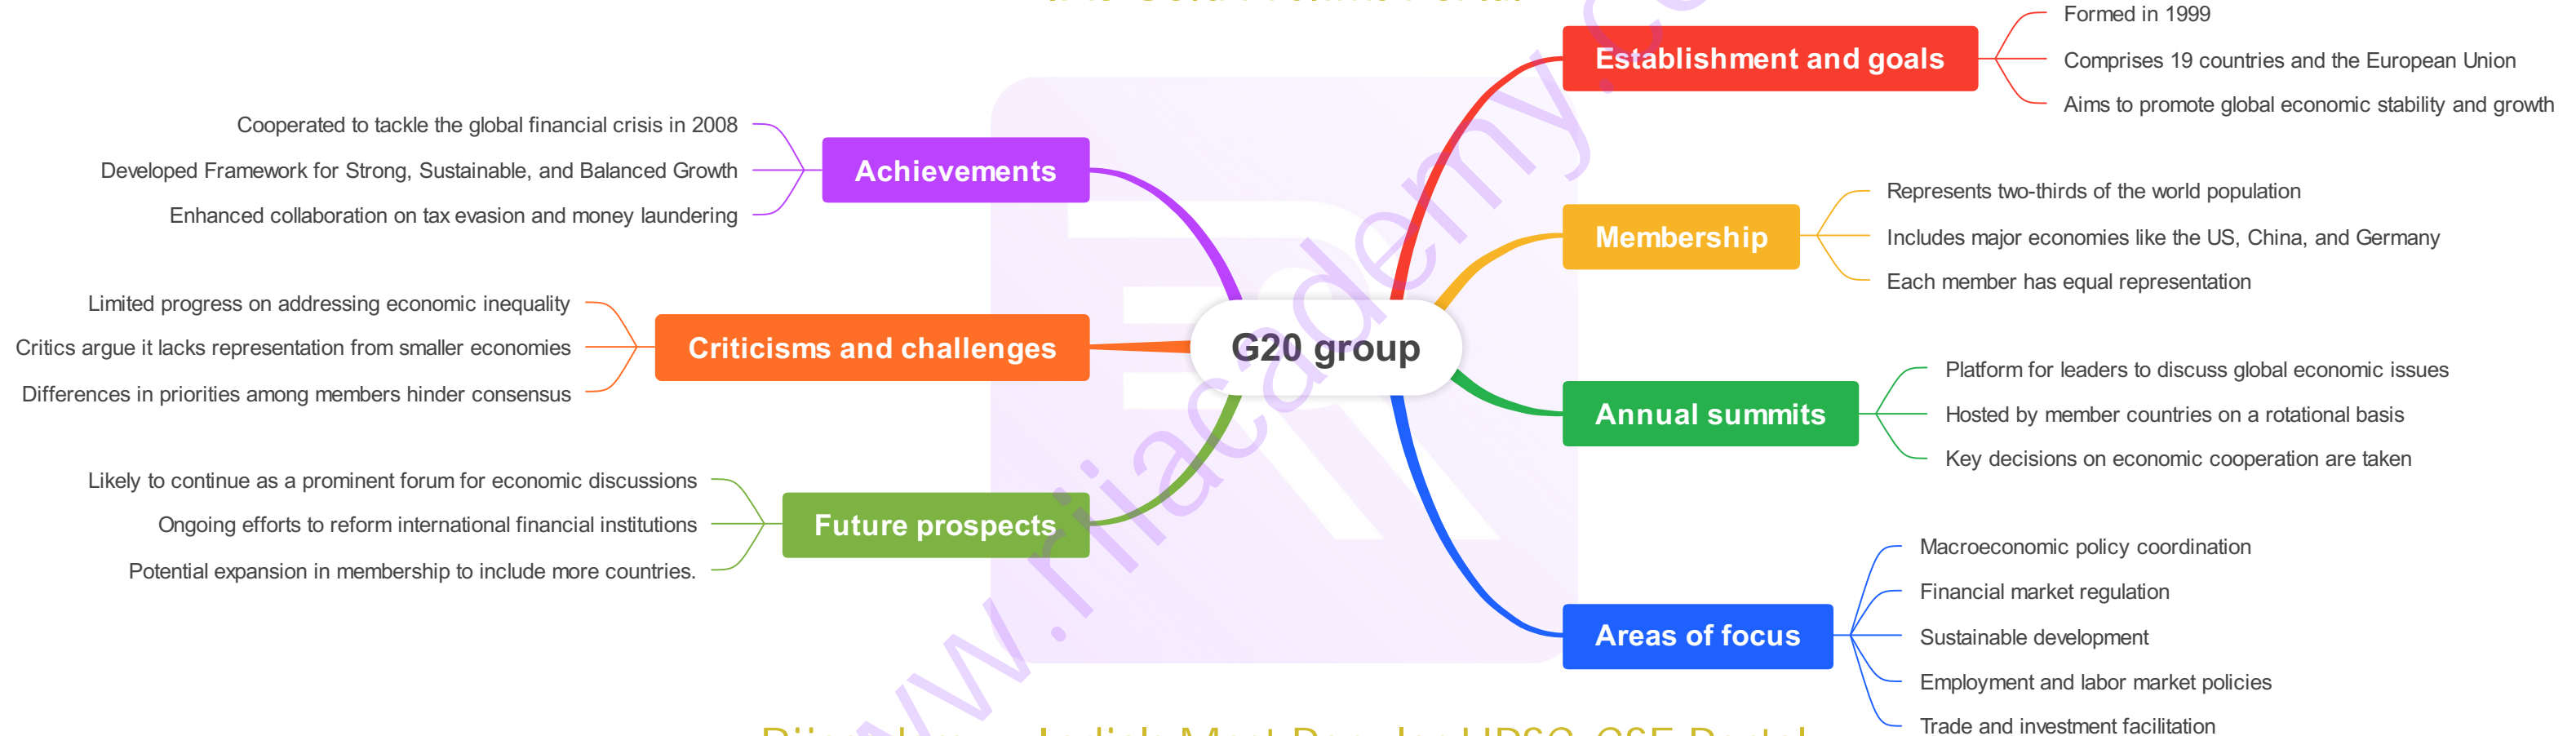 G20 group
Establishment and goals
Formed in 1999
Comprises 19 countries and the European Union
Aims to promote global economic stability and growth
Membership
Represents two-thirds of the world population
Includes major economies like the US, China, and Germany
Each member has equal representation
Annual summits
Platform for leaders to discuss global economic issues
Hosted by member countries on a rotational basis
Key decisions on economic cooperation are taken
Areas of focus
Macroeconomic policy coordination
Financial market regulation
Sustainable development
Employment and labor market policies
Trade and investment facilitation
Achievements
Cooperated to tackle the global financial crisis in 2008
Developed Framework for Strong, Sustainable, and Balanced Growth
Enhanced collaboration on tax evasion and money laundering
Criticisms and challenges
Limited progress on addressing economic inequality
Critics argue it lacks representation from smaller economies
Differences in priorities among members hinder consensus
Future prospects
Likely to continue as a prominent forum for economic discussions
Ongoing efforts to reform international financial institutions
Potential expansion in membership to include more countries.
India's Most Popular UPSC-CSE Portal